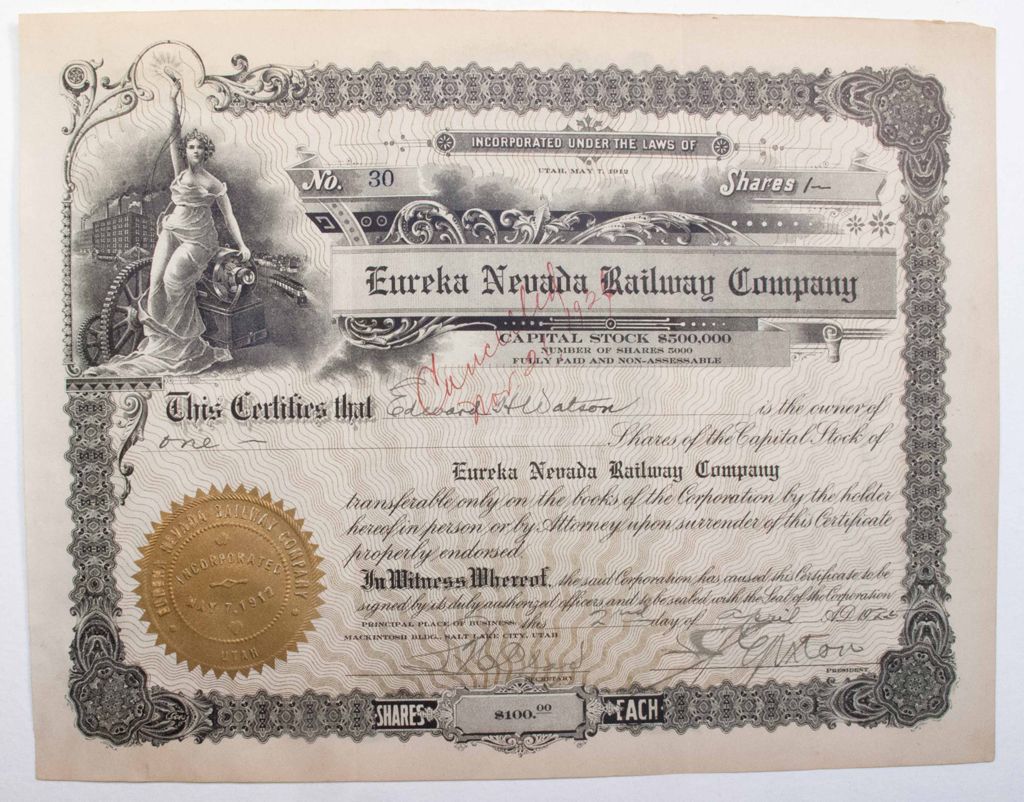 INCORPORATED UNDER THE LAWS OF
UTAH, MAY 7, 1912
No. 30
Shares 1—
Eureka Nevada Railway Company
CAPITAL STOCK $500,000
NUMBER OF SHARES 5000
FULLY PAID AND NON-ASSESSABLE
Cancelled
Nov 2
This Certifies that Edward H Watson is the owner of
one — Shares of the Capital Stock of
Eureka Nevada Railway Company
transferable only on the books of the Corporation by the holder
hereof in person or by Attorney upon surrender of this Certificate
properly endorsed.
In Witness Whereof, the said Corporation has caused this Certificate to be
signed by its duly authorized officers and to be sealed with the Seal of the Corporation
PRINCIPAL PLACE OF BUSINESS: this 2nd day of April A.D. 1925
MACKINTOSH BLDG., SALT LAKE CITY, UTAH
SECRETARY
PRESIDENT
EUREKA NEVADA RAILWAY COMPANY
INCORPORATED
MAY 7, 1912
UTAH
SHARES $100.00 EACH